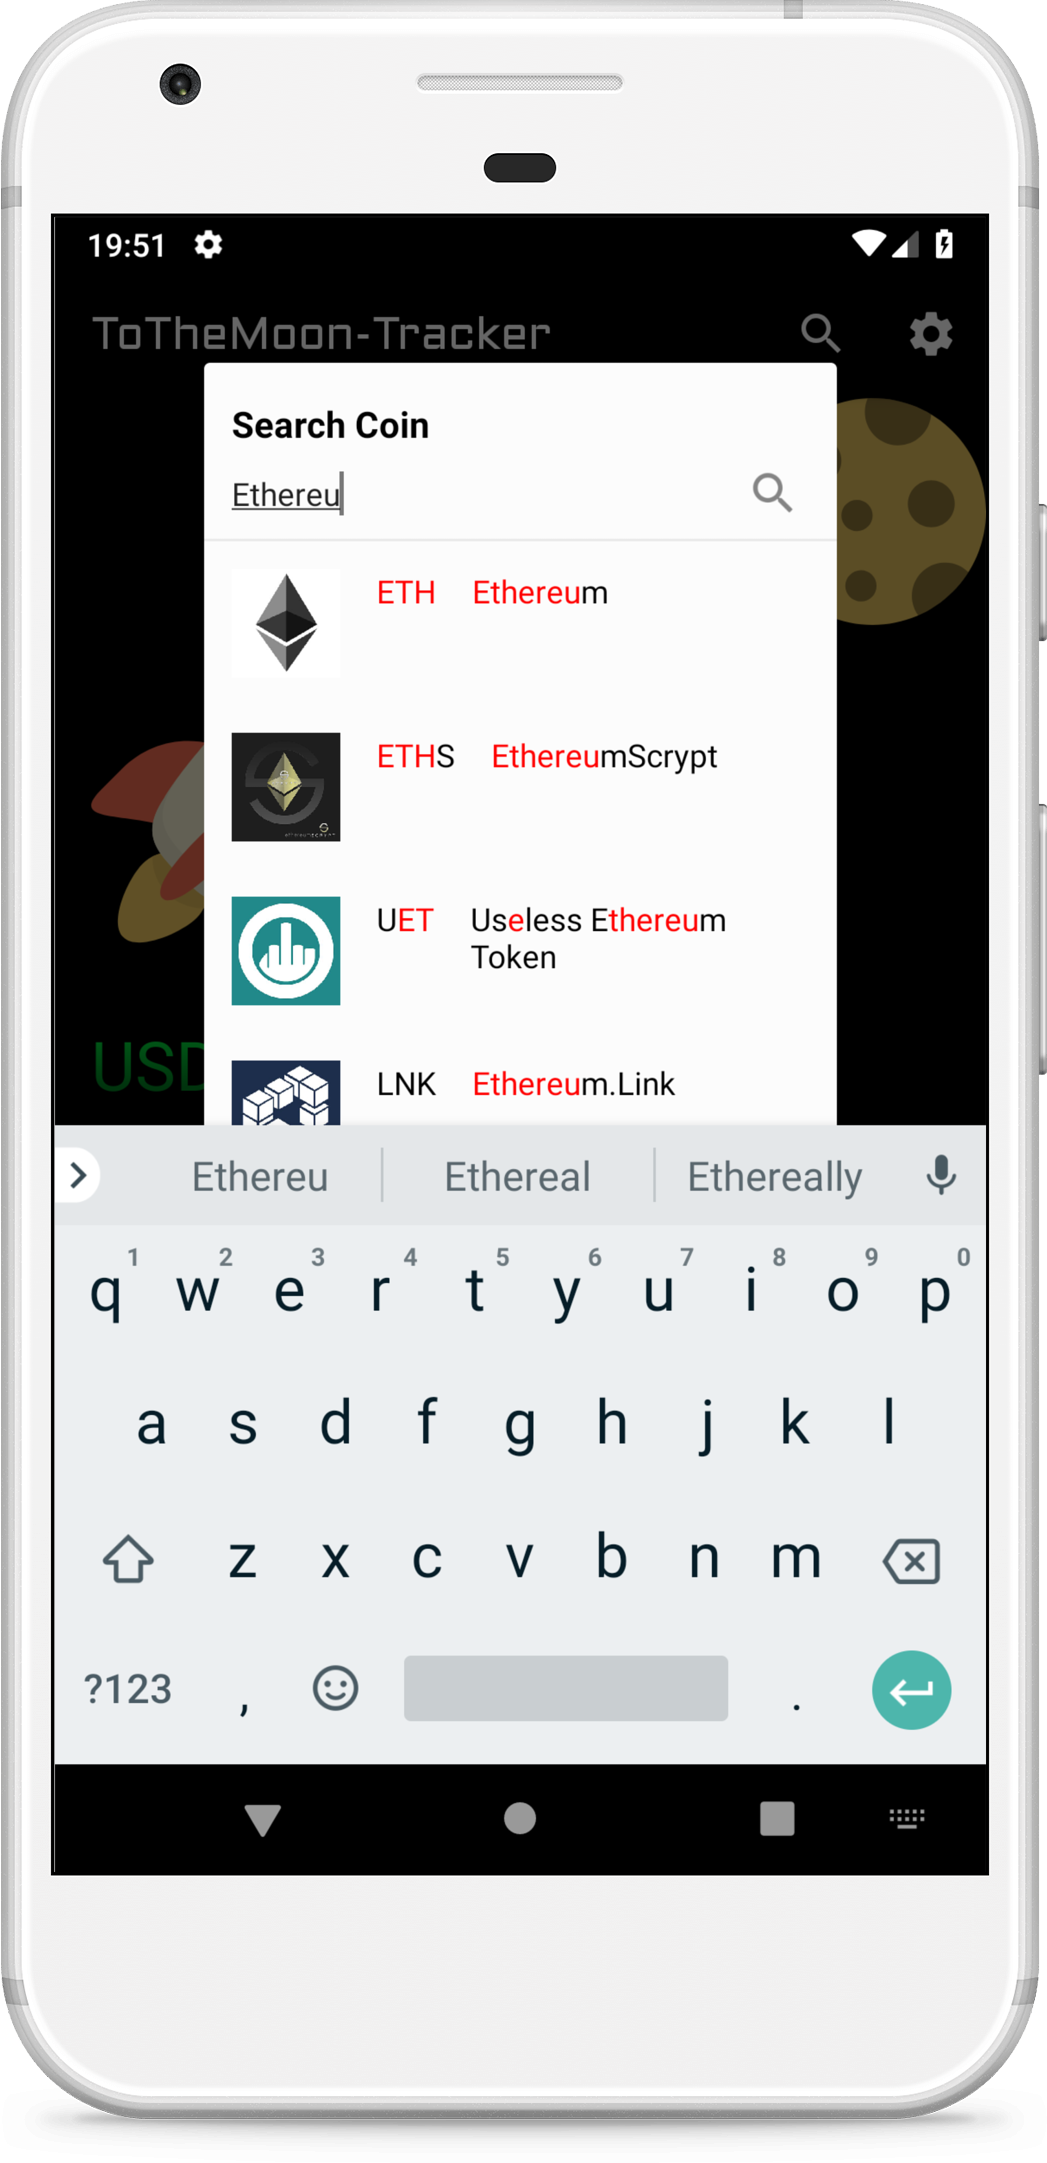 19:51
ToTheMoon-Tracker
Search Coin
Ethereu
ETH Ethereum
ETHS EthereumScrypt
UET Useless Ethereum
Token
USD
LNK Ethereum.Link
Ethereu Ethereal Ethereally
1 2 3 4 5 6 7 8 9 0
q w e r t y u i o p
a s d f g h j k l
z x c v b n m
?123 , .